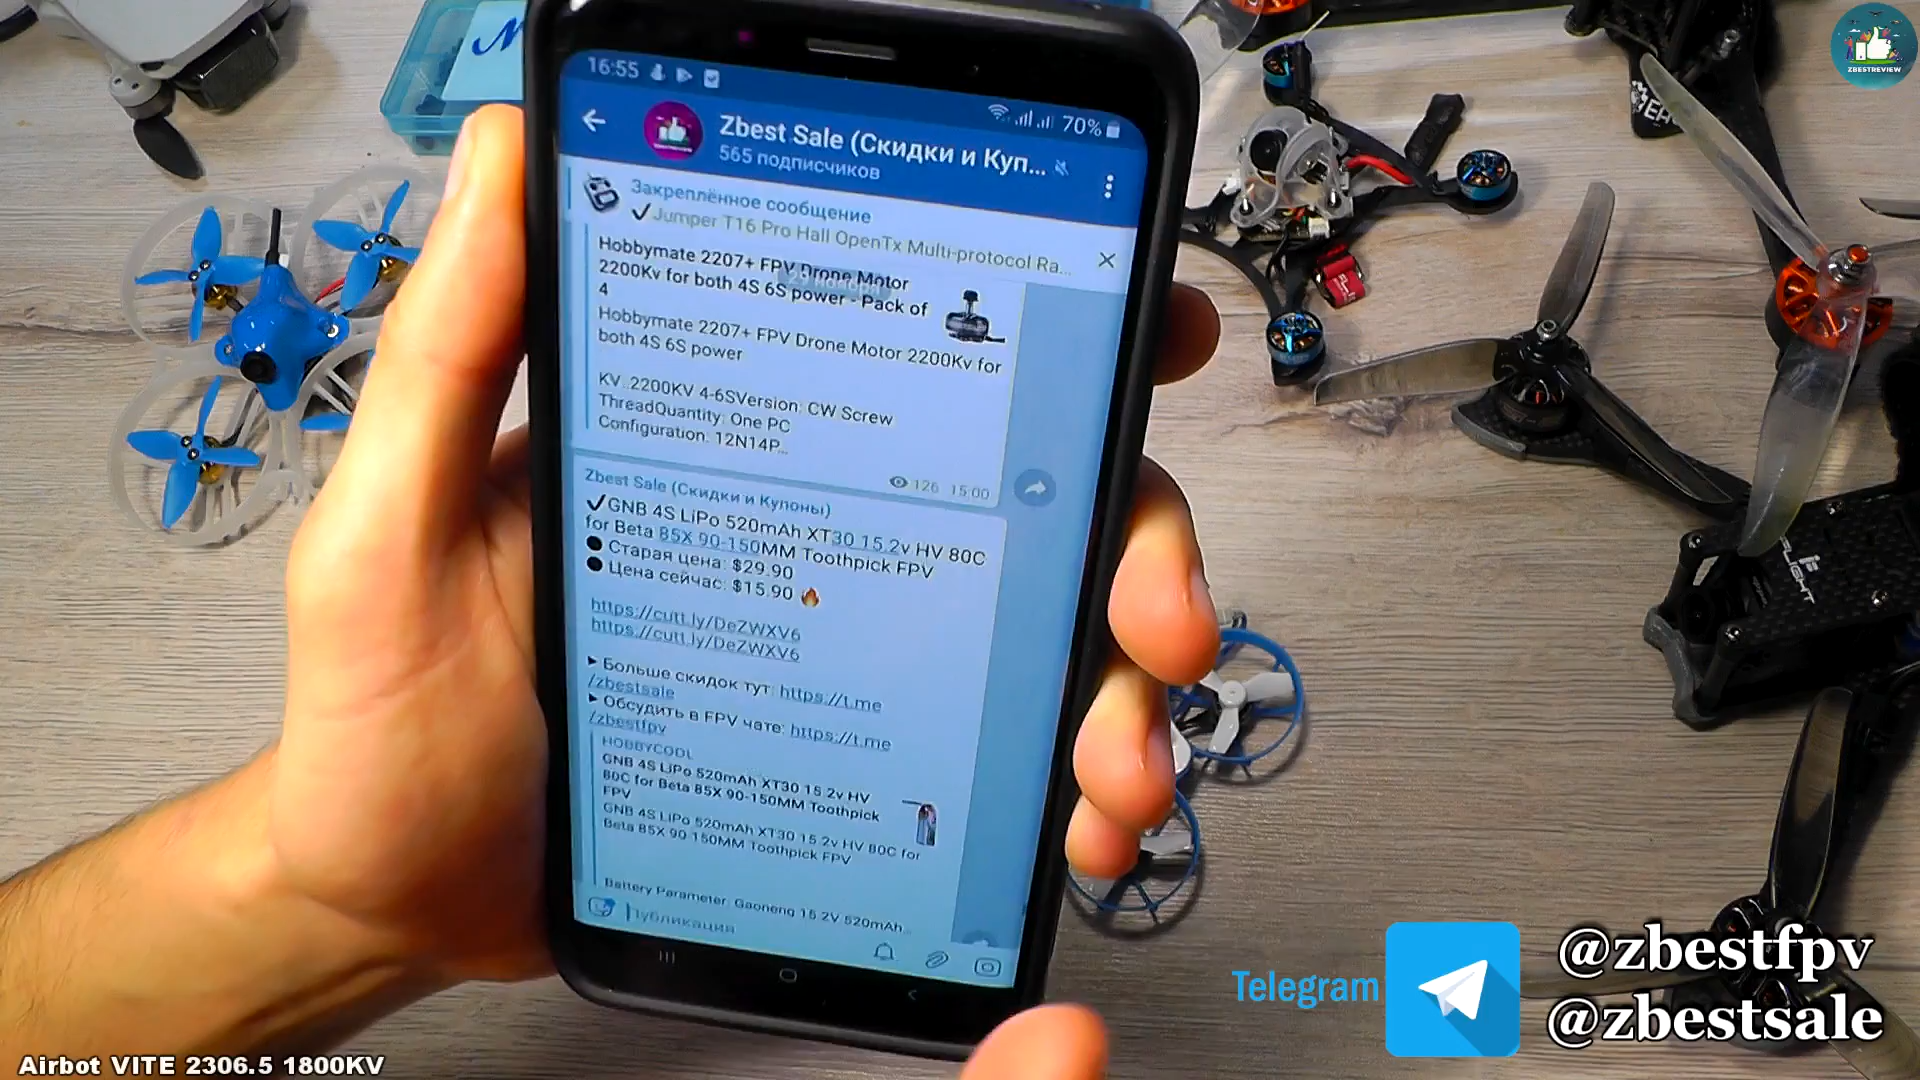 ZBESTREVIEW
16:55
70%
Zbest Sale (Скидки и Куп...
565 подписчиков
Закреплённое сообщение
✓Jumper T16 Pro Hall OpenTx Multi-protocol Ra...
29 ноября
Hobbymate 2207+ FPV Drone Motor
2200Kv for both 4S 6S power - Pack of
4
Hobbymate 2207+ FPV Drone Motor 2200Kv for
both 4S 6S power
KV..2200KV 4-6SVersion: CW Screw
ThreadQuantity: One PC
Configuration: 12N14P...
126 15:00
Zbest Sale (Скидки и Купоны)
✓GNB 4S LiPo 520mAh XT30 15.2v HV 80C
for Beta 85X 90-150MM Toothpick FPV
● Старая цена: $29.90
● Цена сейчас: $15.90 🔥
https://cutt.ly/DeZWXV6
https://cutt.ly/DeZWXV6
▸ Больше скидок тут: https://t.me
/zbestsale
▸ Обсудить в FPV чате: https://t.me
/zbestfpv
HOBBYCOOL
GNB 4S LiPo 520mAh XT30 15.2v HV
80C for Beta 85X 90-150MM Toothpick
FPV
GNB 4S LiPo 520mAh XT30 15.2v HV 80C for
Beta 85X 90-150MM Toothpick FPV
Battery Parameter: Gaoneng 15.2V 520mAh...
Публикация
Telegram
@zbestfpv
@zbestsale
Airbot VITE 2306.5 1800KV